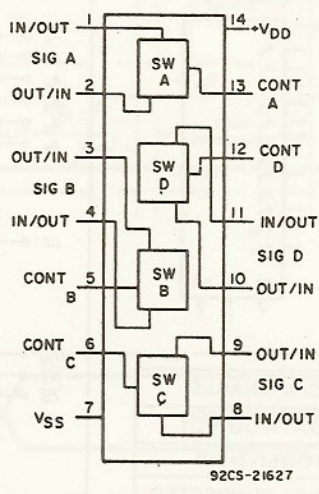 IN/OUT 1
SIG A
OUT/IN 2
OUT/IN 3
SIG B
IN/OUT 4
CONT B 5
CONT C 6
VSS 7
SW A
SW D
SW B
SW C
14 +VDD
13 CONT A
12 CONT D
11 IN/OUT
SIG D
10 OUT/IN
9 OUT/IN
SIG C
8 IN/OUT
92CS-21627